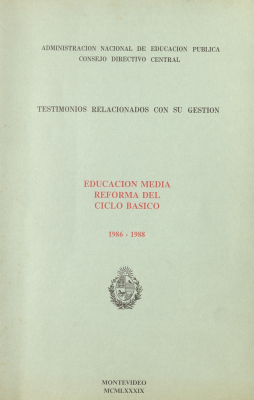 ADMINISTRACION NACIONAL DE EDUCACION PUBLICA
CONSEJO DIRECTIVO CENTRAL
TESTIMONIOS RELACIONADOS CON SU GESTION
EDUCACION MEDIA
REFORMA DEL
CICLO BASICO
1986 - 1988
MONTEVIDEO
MCMLXXXIX